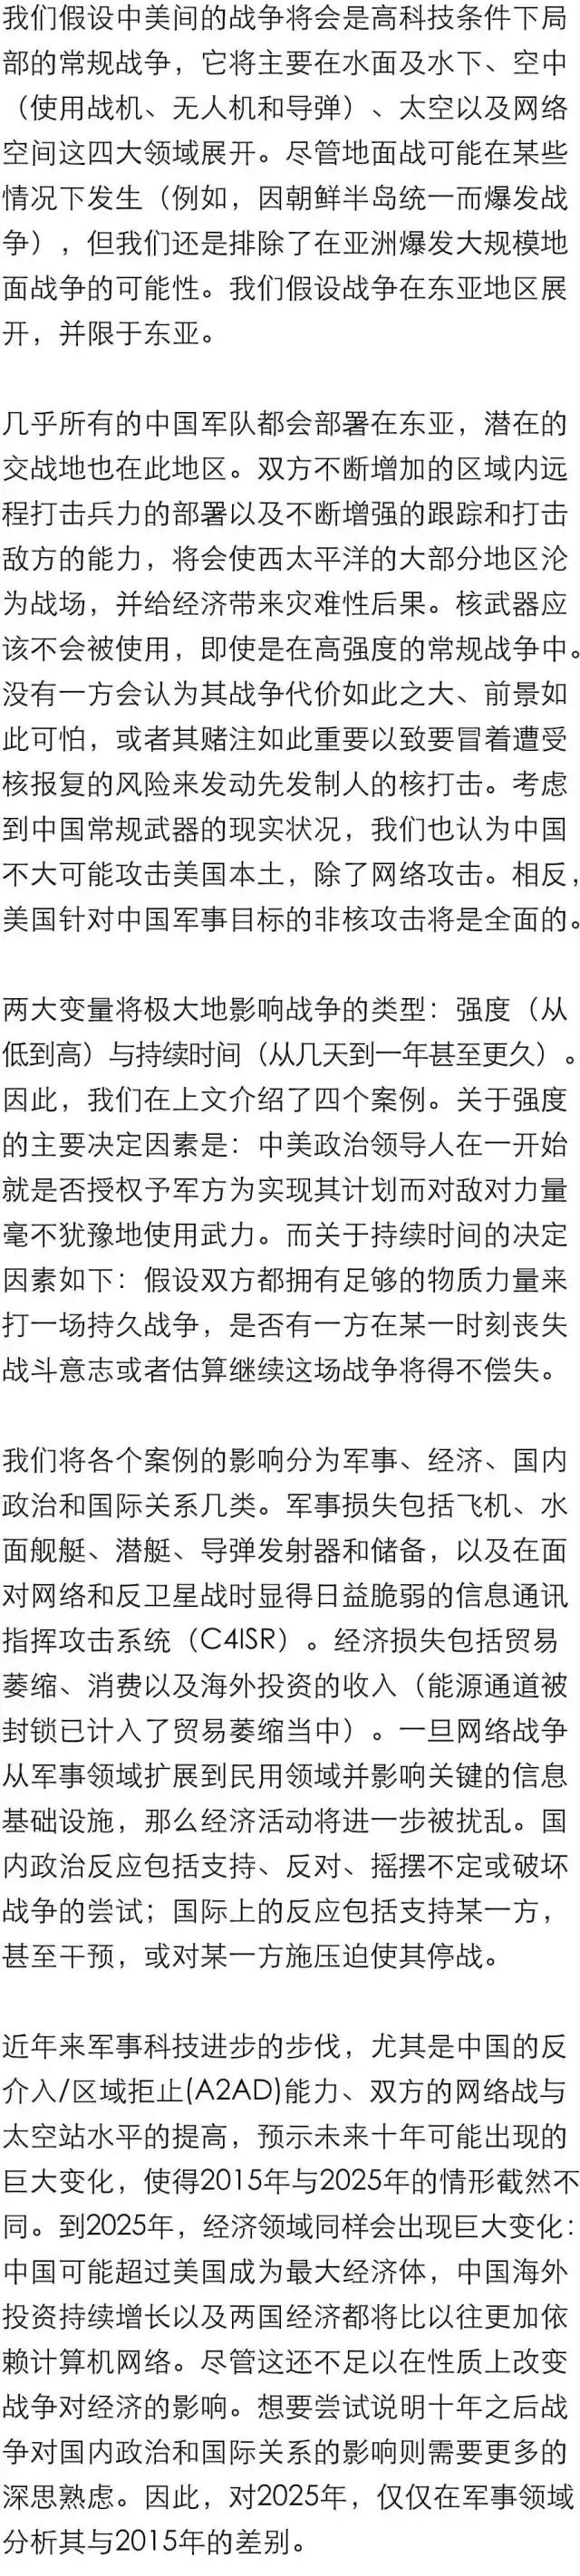 我们假设中美间的战争将会是高科技条件下局
部的常规战争，它将主要在水面及水下、空中
（使用战机、无人机和导弹）、太空以及网络
空间这四大领域展开。尽管地面战可能在某些
情况下发生（例如，因朝鲜半岛统一而爆发战
争），但我们还是排除了在亚洲爆发大规模地
面战争的可能性。我们假设战争在东亚地区展
开，并限于东亚。
几乎所有的中国军队都会部署在东亚，潜在的
交战地也在此地区。双方不断增加的区域内远
程打击兵力的部署以及不断增强的跟踪和打击
敌方的能力，将会使西太平洋的大部分地区沦
为战场，并给经济带来灾难性后果。核武器应
该不会被使用，即使是在高强度的常规战争中。
没有一方会认为其战争代价如此之大、前景如
此可怕，或者其赌注如此重要以致要冒着遭受
核报复的风险来发动先发制人的核打击。考虑
到中国常规武器的现实状况，我们也认为中国
不大可能攻击美国本土，除了网络攻击。相反，
美国针对中国军事目标的非核攻击将是全面的。
两大变量将极大地影响战争的类型：强度（从
低到高）与持续时间（从几天到一年甚至更久）。
因此，我们在上文介绍了四个案例。关于强度
的主要决定因素是：中美政治领导人在一开始
就是否授权予军方为实现其计划而对敌对力量
毫不犹豫地使用武力。而关于持续时间的决定
因素如下：假设双方都拥有足够的物质力量来
打一场持久战争，是否有一方在某一时刻丧失
战斗意志或者估算继续这场战争将得不偿失。
我们将各个案例的影响分为军事、经济、国内
政治和国际关系几类。军事损失包括飞机、水
面舰艇、潜艇、导弹发射器和储备，以及在面
对网络和反卫星战时显得日益脆弱的信息通讯
指挥攻击系统（C4ISR）。经济损失包括贸易
萎缩、消费以及海外投资的收入（能源通道被
封锁已计入了贸易萎缩当中）。一旦网络战争
从军事领域扩展到民用领域并影响关键的信息
基础设施，那么经济活动将进一步被扰乱。国
内政治反应包括支持、反对、摇摆不定或破坏
战争的尝试；国际上的反应包括支持某一方，
甚至干预，或对某一方施压迫使其停战。
近年来军事科技进步的步伐，尤其是中国的反
介入/区域拒止(A2AD)能力、双方的网络战与
太空站水平的提高，预示未来十年可能出现的
巨大变化，使得2015年与2025年的情形截然不
同。到2025年，经济领域同样会出现巨大变化：
中国可能超过美国成为最大经济体，中国海外
投资持续增长以及两国经济都将比以往更加依
赖计算机网络。尽管这还不足以在性质上改变
战争对经济的影响。想要尝试说明十年之后战
争对国内政治和国际关系的影响则需要更多的
深思熟虑。因此，对2025年，仅仅在军事领域
分析其与2015年的差别。